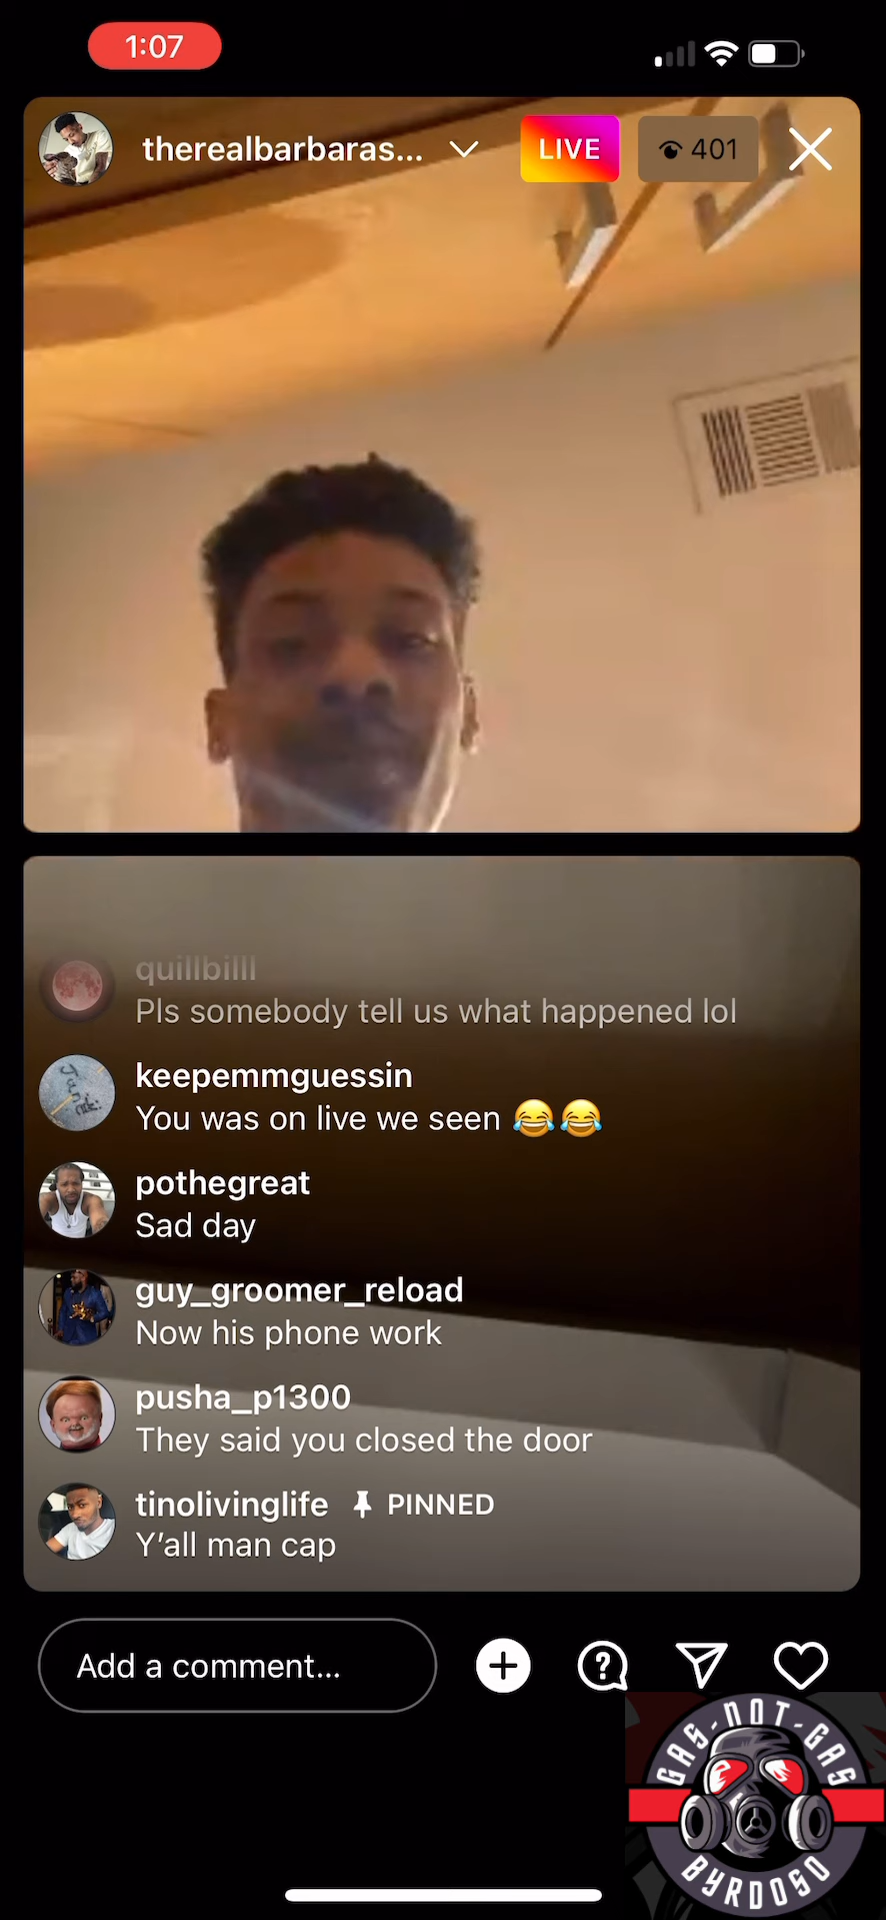 1:07
therealbarbaras...
LIVE
401
quillbilll
Pls somebody tell us what happened lol
keepemmguessin
You was on live we seen 😂😂
pothegreat
Sad day
guy_groomer_reload
Now his phone work
pusha_p1300
They said you closed the door
tinolivinglife PINNED
Y'all man cap
Add a comment...
GAS-NOT-GAS
BYRDOSO